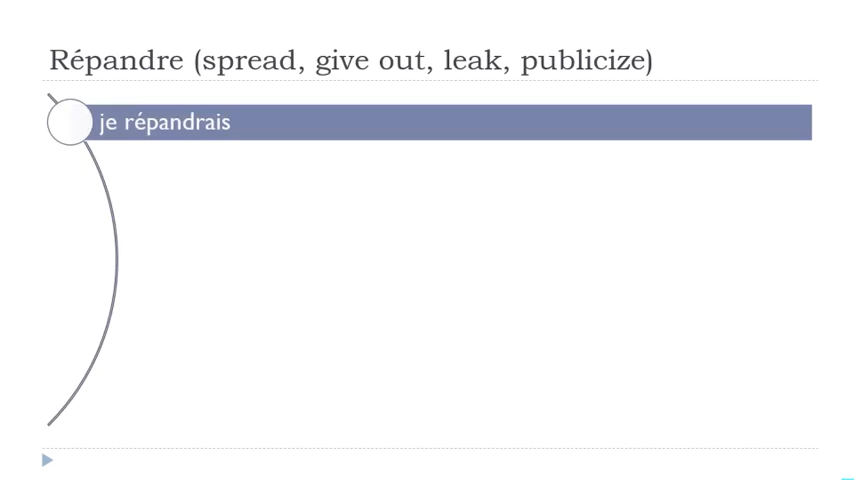 Répandre (spread, give out, leak, publicize)
je répandrais